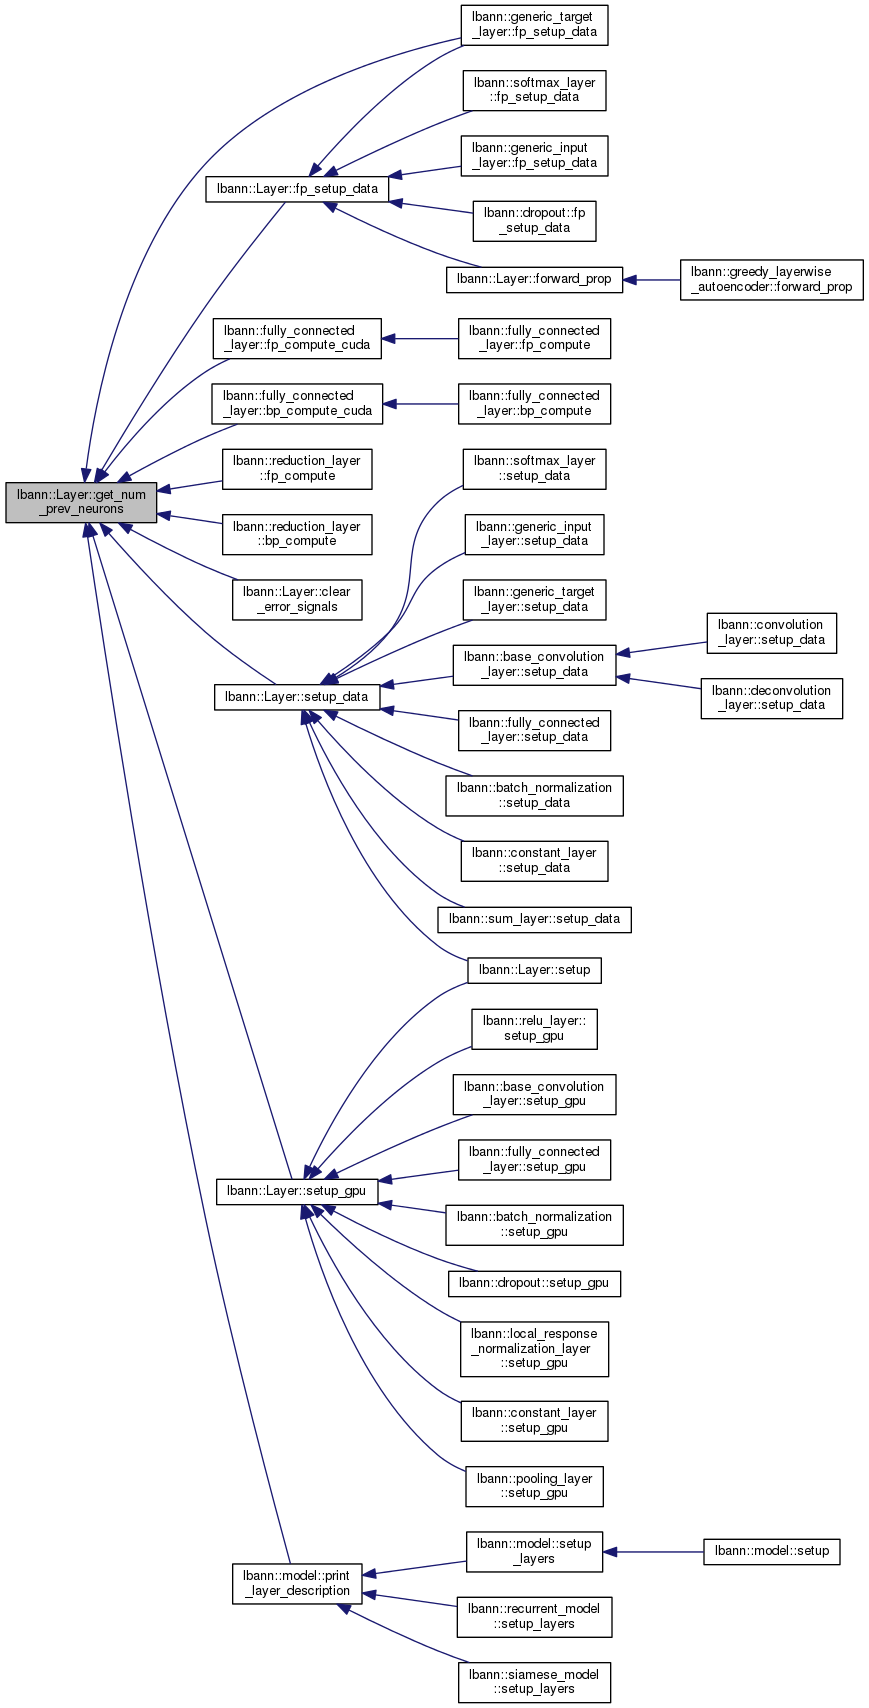 lbann::generic_target
_layer::fp_setup_data
lbann::softmax_layer
::fp_setup_data
lbann::generic_input
_layer::fp_setup_data
lbann::Layer::fp_setup_data
lbann::dropout::fp
_setup_data
lbann::Layer::forward_prop
lbann::greedy_layerwise
_autoencoder::forward_prop
lbann::fully_connected
_layer::fp_compute_cuda
lbann::fully_connected
_layer::fp_compute
lbann::fully_connected
_layer::bp_compute_cuda
lbann::fully_connected
_layer::bp_compute
lbann::reduction_layer
::fp_compute
lbann::Layer::get_num
_prev_neurons
lbann::reduction_layer
::bp_compute
lbann::Layer::clear
_error_signals
lbann::softmax_layer
::setup_data
lbann::generic_input
_layer::setup_data
lbann::generic_target
_layer::setup_data
lbann::base_convolution
_layer::setup_data
lbann::convolution
_layer::setup_data
lbann::deconvolution
_layer::setup_data
lbann::Layer::setup_data
lbann::fully_connected
_layer::setup_data
lbann::batch_normalization
::setup_data
lbann::constant_layer
::setup_data
lbann::sum_layer::setup_data
lbann::Layer::setup
lbann::relu_layer::
setup_gpu
lbann::base_convolution
_layer::setup_gpu
lbann::fully_connected
_layer::setup_gpu
lbann::Layer::setup_gpu
lbann::batch_normalization
::setup_gpu
lbann::dropout::setup_gpu
lbann::local_response
_normalization_layer
::setup_gpu
lbann::constant_layer
::setup_gpu
lbann::pooling_layer
::setup_gpu
lbann::model::setup
_layers
lbann::model::setup
lbann::model::print
_layer_description
lbann::recurrent_model
::setup_layers
lbann::siamese_model
::setup_layers